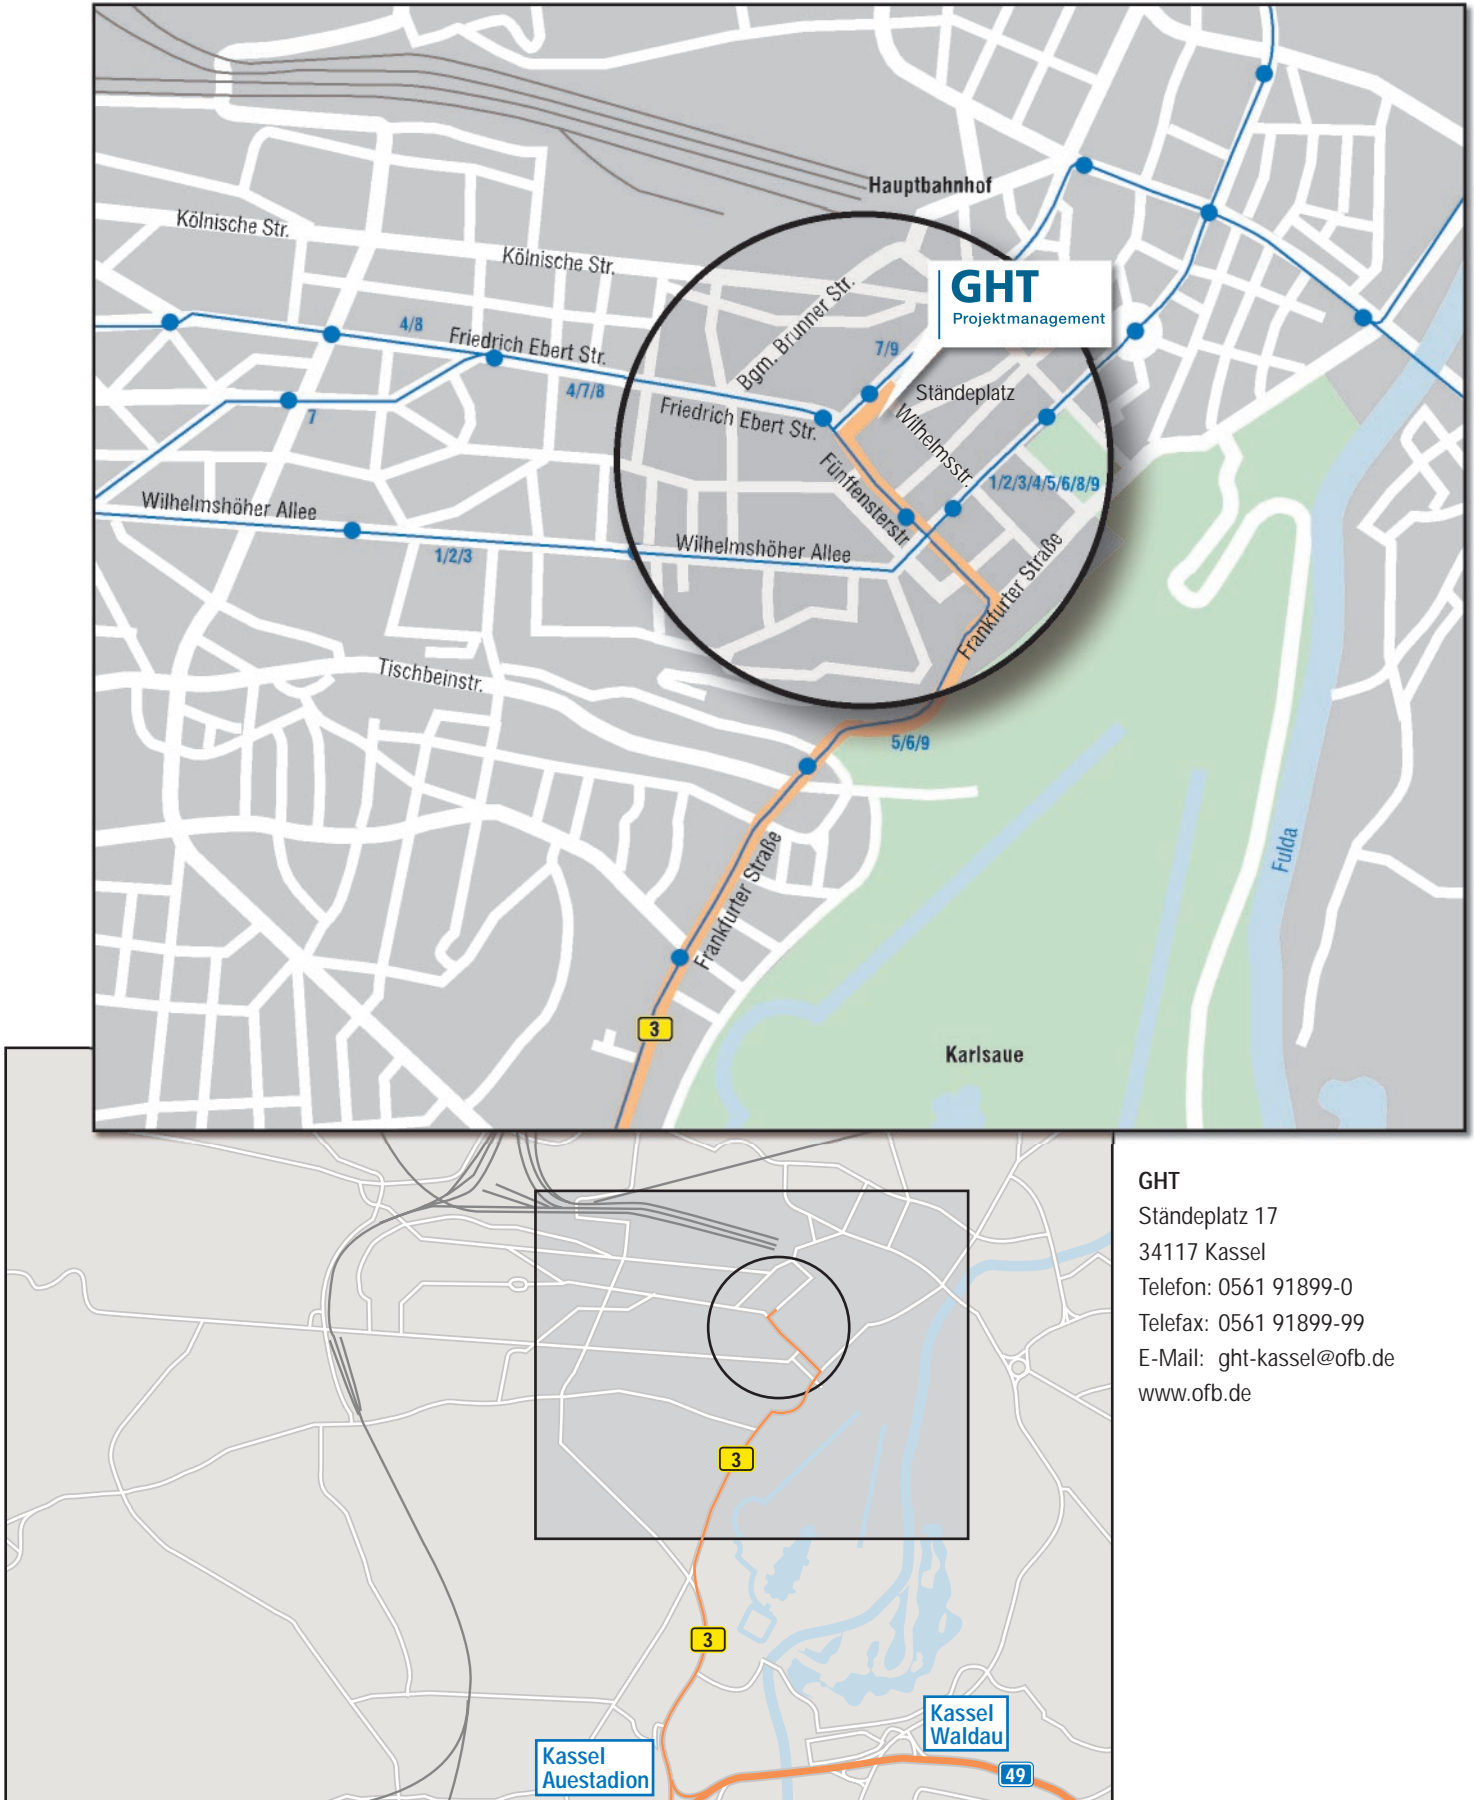 Hauptbahnhof
Kölnische Str.
Kölnische Str.
GHT
Projektmanagement
Bgm. Brunner Str.
4/8
Friedrich Ebert Str.
7/9
4/7/8
Ständeplatz
Friedrich Ebert Str.
7
Wilhelmsstr.
Fünffensterstr.
1/2/3/4/5/6/8/9
Wilhelmshöher Allee
1/2/3
Wilhelmshöher Allee
Frankfurter Straße
Tischbeinstr.
5/6/9
Frankfurter Straße
Fulda
3
Karlsaue
GHT
Ständeplatz 17
34117 Kassel
Telefon: 0561 91899-0
Telefax: 0561 91899-99
E-Mail: ght-kassel@ofb.de
www.ofb.de
3
3
Kassel
Waldau
Kassel
Auestadion
49